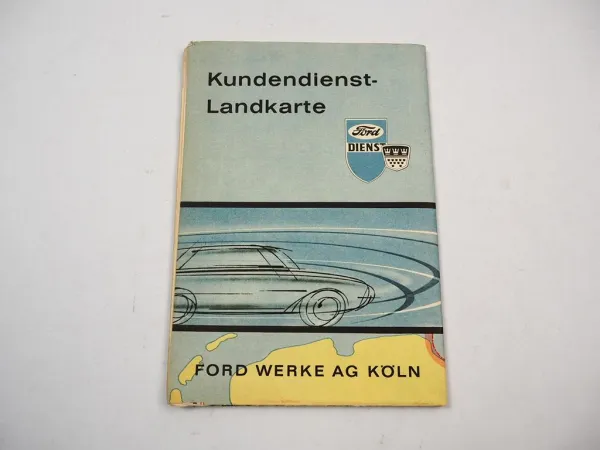 Kundendienst-
Landkarte
Ford
DIENST
FORD WERKE AG KÖLN